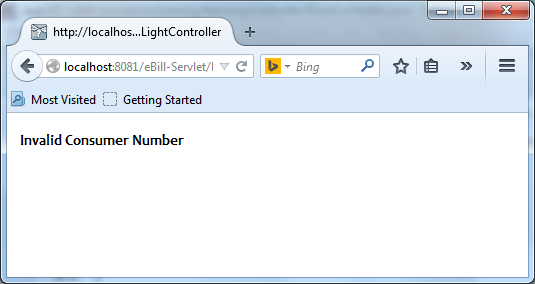 http://localhos...LightController
localhost:8081/eBill-Servlet/
Bing
Most Visited
Getting Started
Invalid Consumer Number